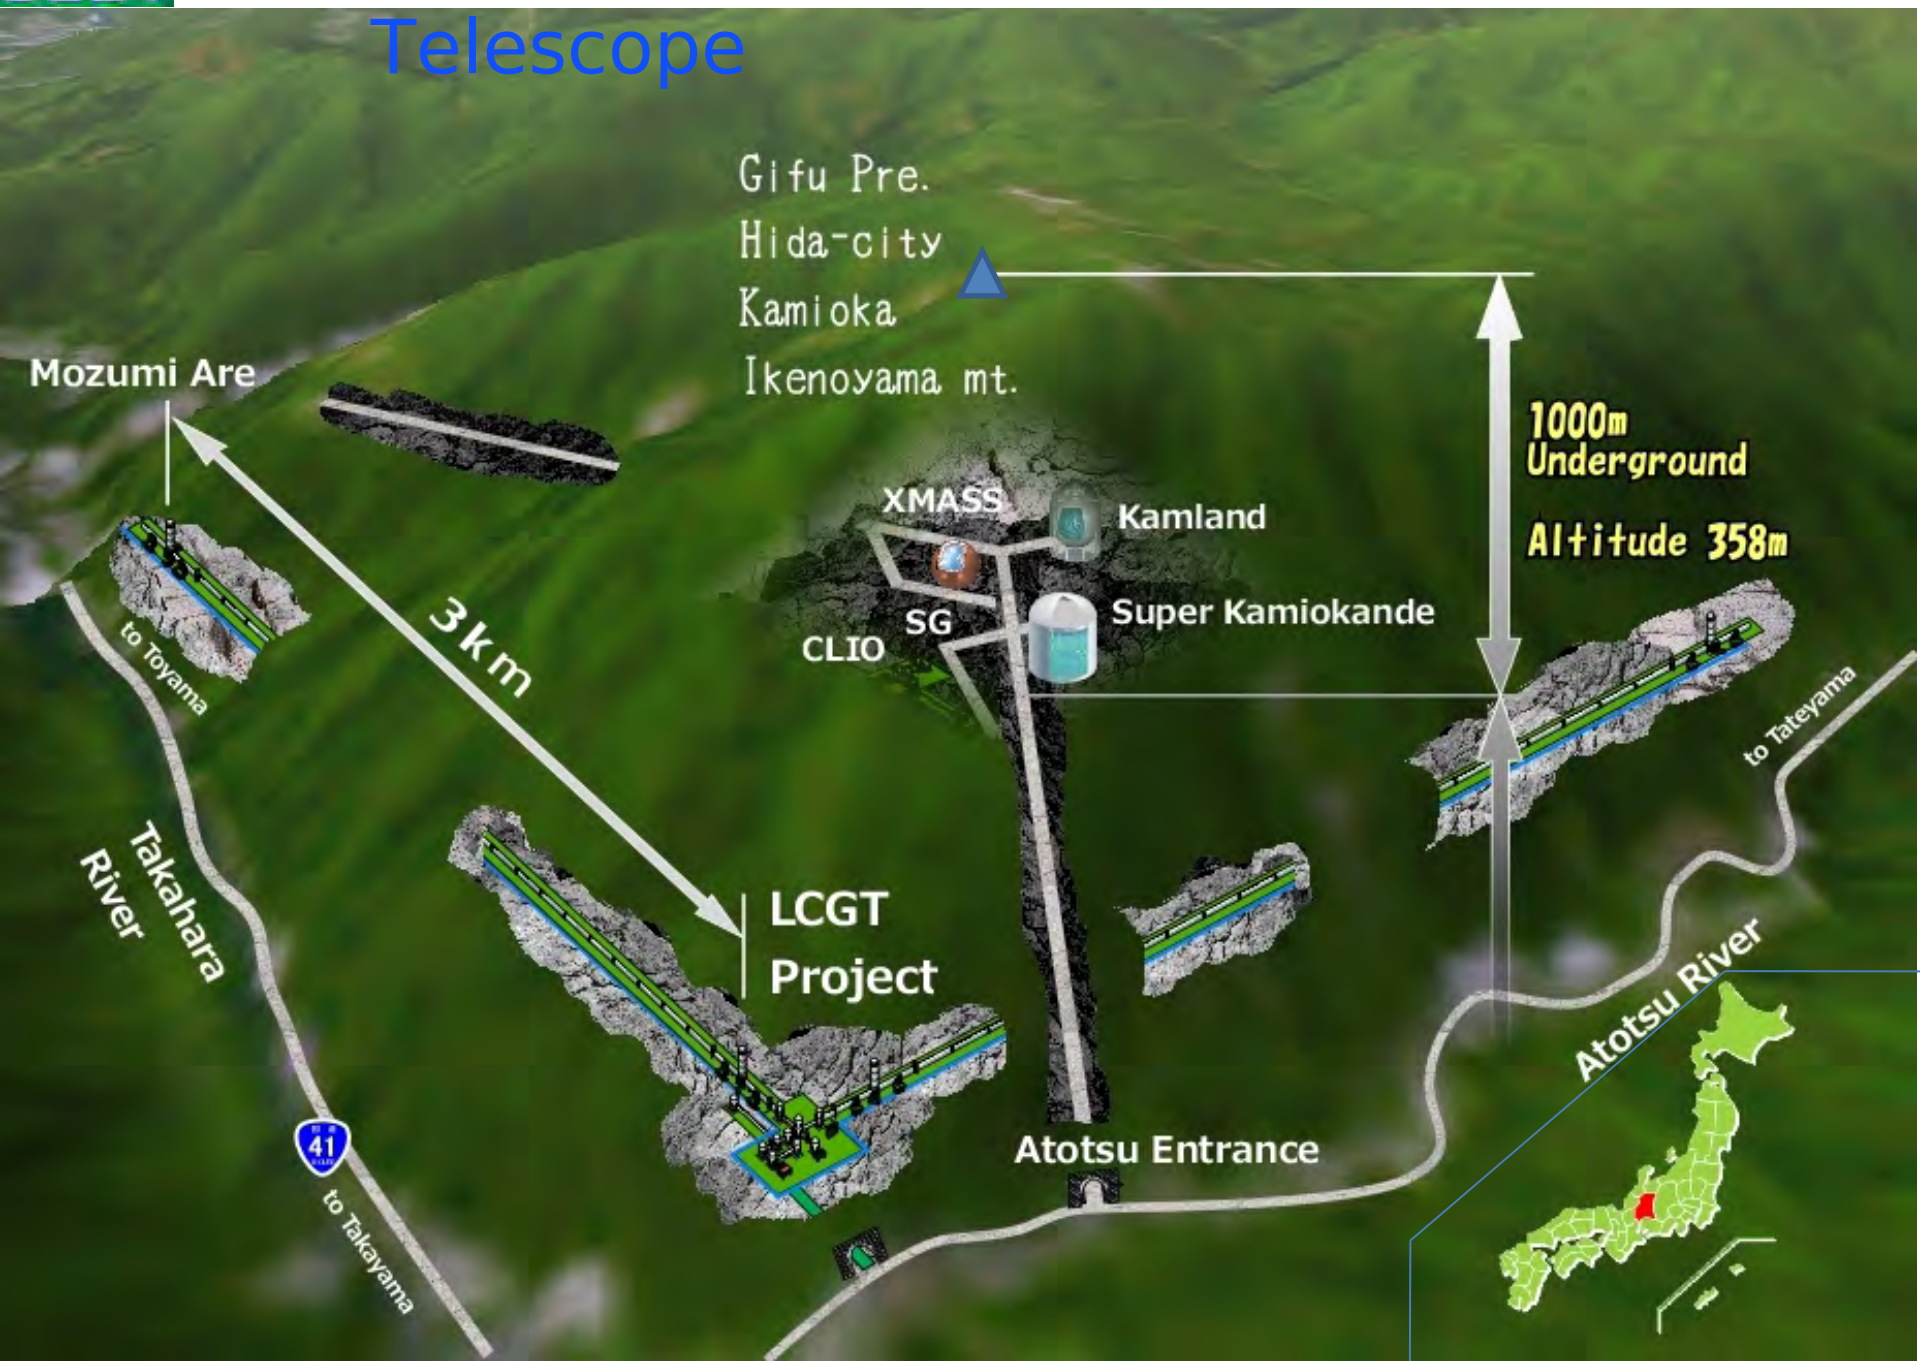 Telescope
Gifu Pre.
Hida-city
Kamioka
Ikenoyama mt.
Mozumi Are
1000m
Underground
Altitude 358m
XMASS
Kamland
SG
CLIO
Super Kamiokande
3km
to Toyama
to Tateyama
Takahara
River
LCGT
Project
Atotsu River
Atotsu Entrance
41
to Takayama